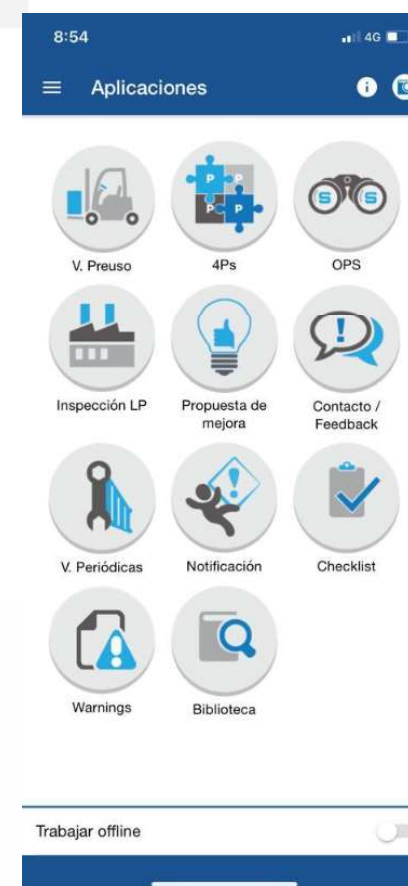 8:54
4G
Aplicaciones
i
P
P
P P
S S
V. Preuso
4Ps
OPS
Inspección LP
Propuesta de
mejora
Contacto /
Feedback
V. Periódicas
Notificación
Checklist
Warnings
Biblioteca
Trabajar offline